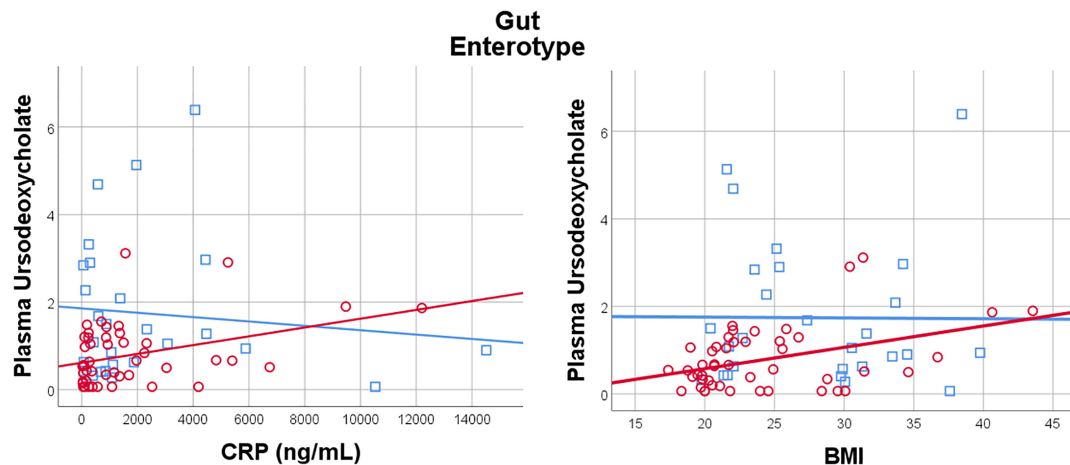 Gut
Enterotype
Plasma Ursodeoxycholate
6
4
2
0
0 2000 4000 6000 8000 10000 12000 14000
CRP (ng/mL)
Plasma Ursodeoxycholate
6
4
2
0
15 20 25 30 35 40 45
BMI